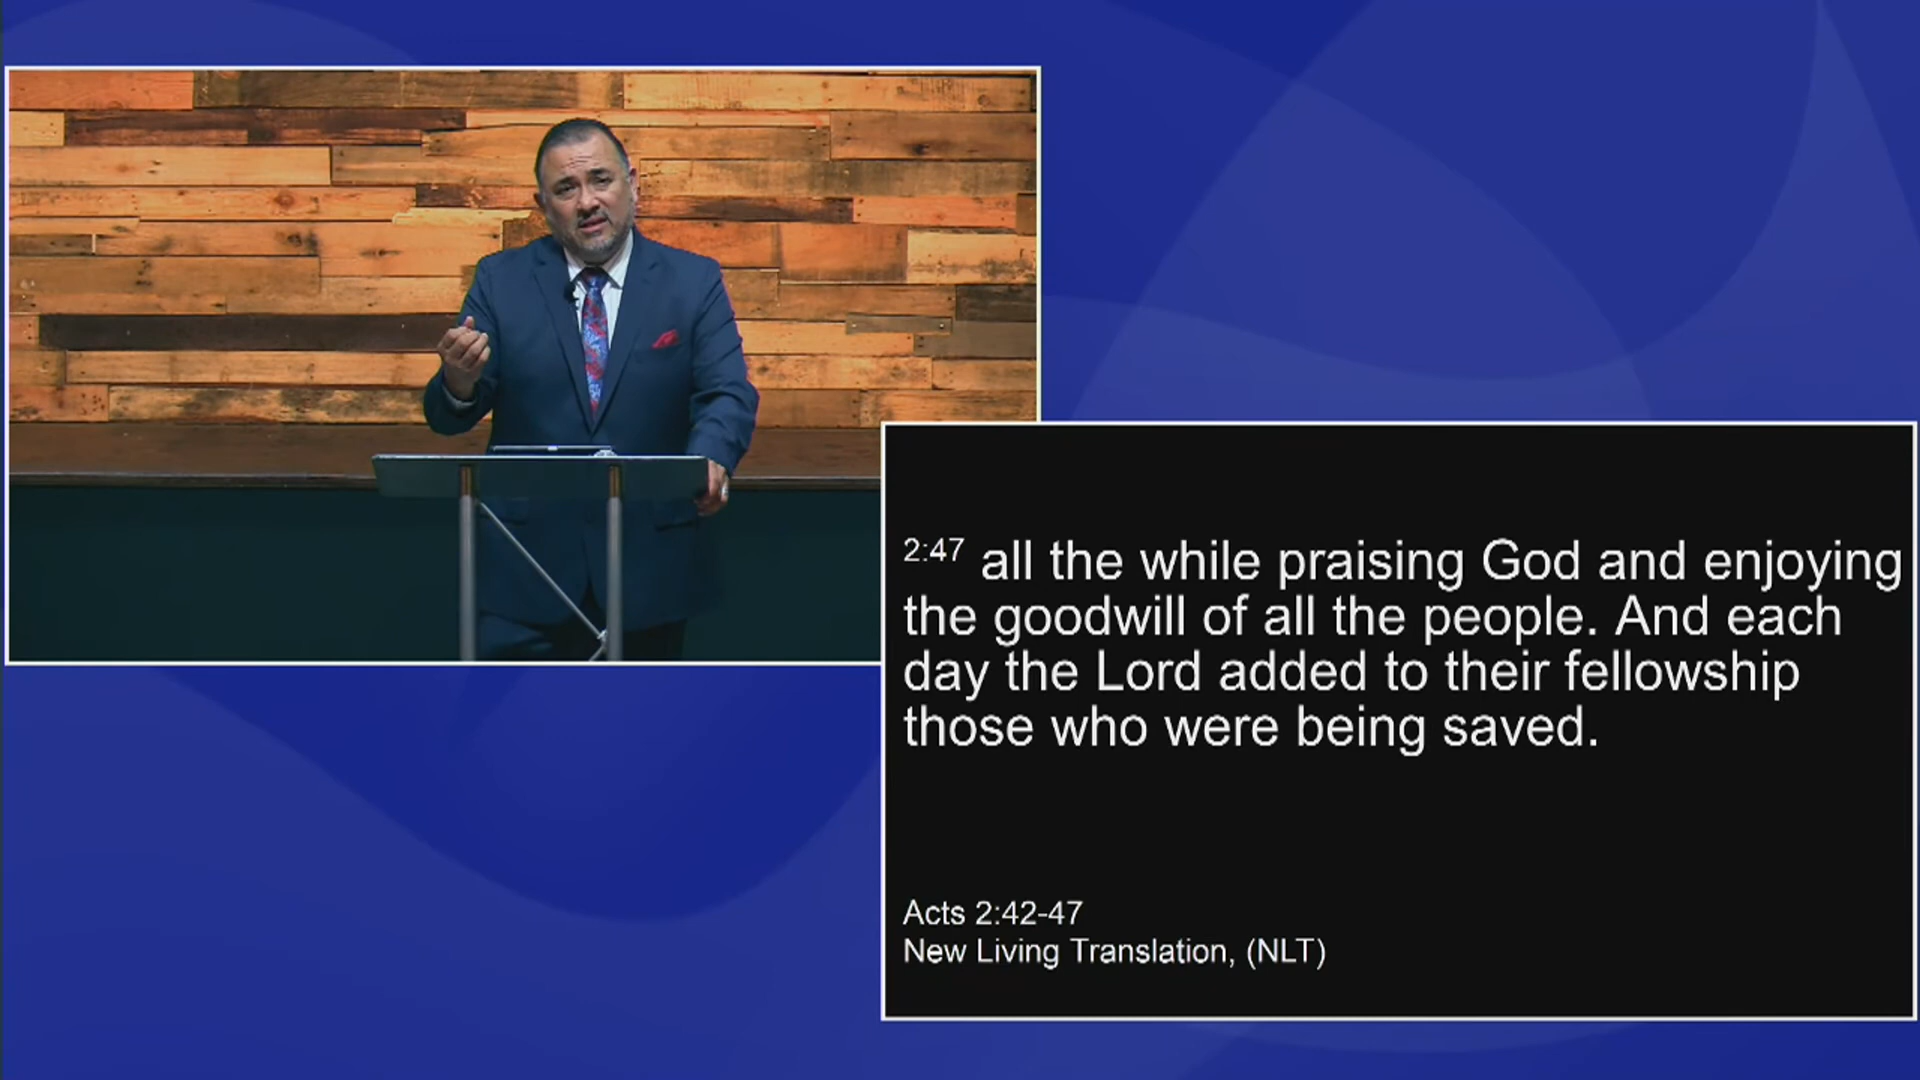 2:47 all the while praising God and enjoying
the goodwill of all the people. And each
day the Lord added to their fellowship
those who were being saved.
Acts 2:42-47
New Living Translation, (NLT)